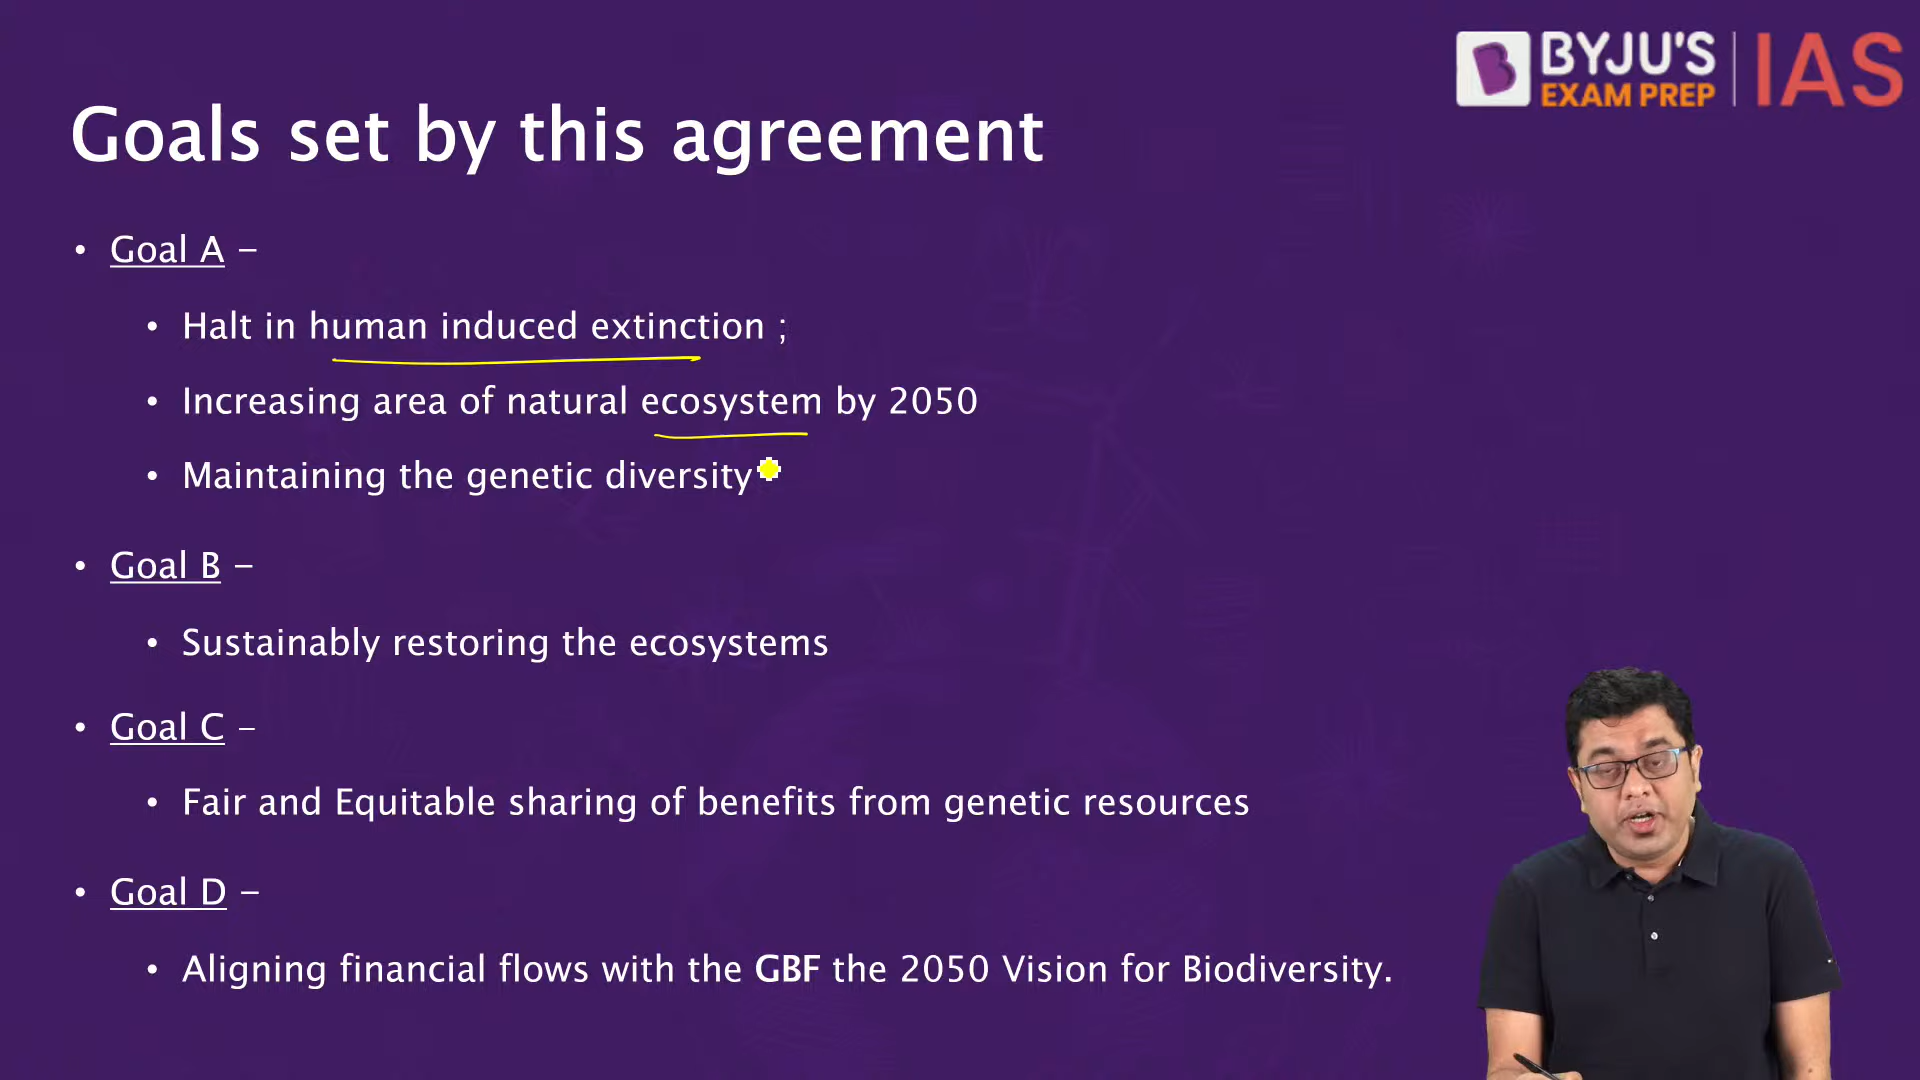 BYJU'S
EXAM PREP
IAS
Goals set by this agreement
• Goal A –
• Halt in human induced extinction ;
• Increasing area of natural ecosystem by 2050
• Maintaining the genetic diversity
• Goal B –
• Sustainably restoring the ecosystems
• Goal C –
• Fair and Equitable sharing of benefits from genetic resources
• Goal D –
• Aligning financial flows with the GBF the 2050 Vision for Biodiversity.